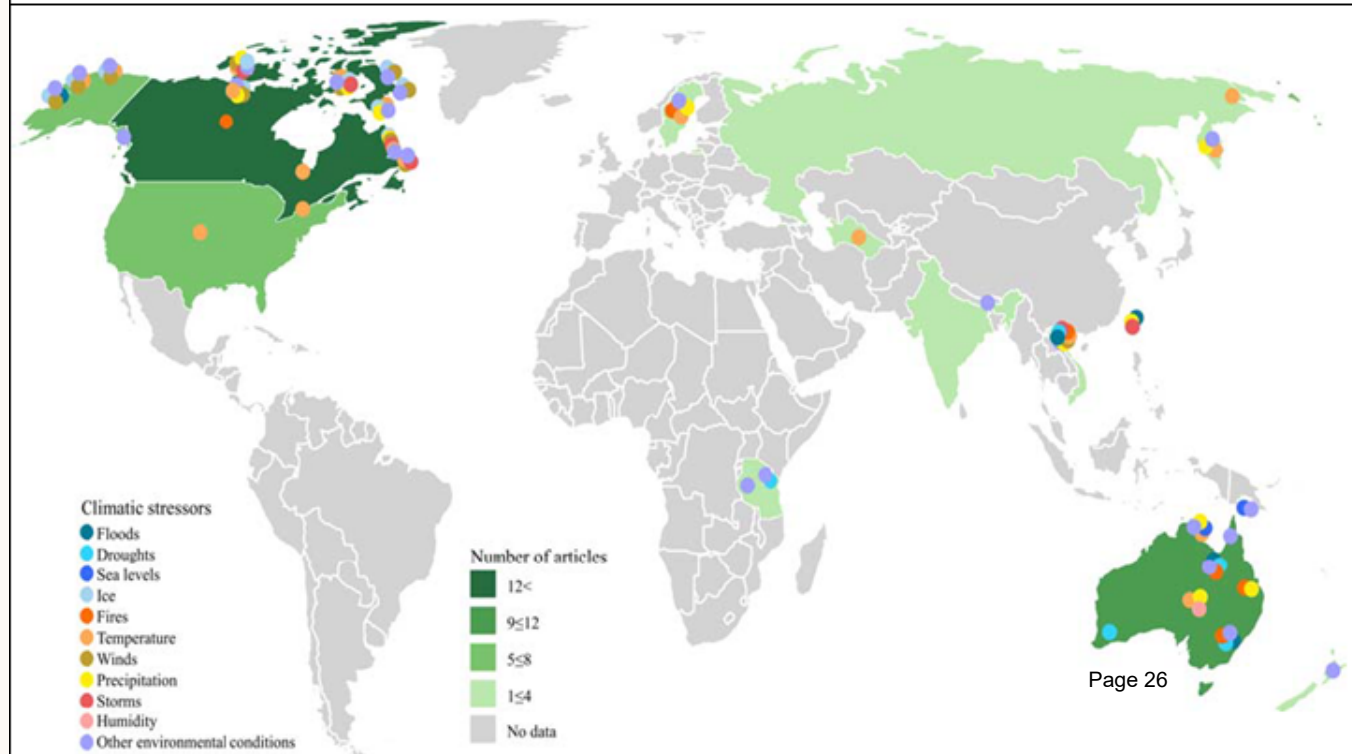 Climatic stressors
Floods
Droughts
Sea levels
Ice
Fires
Temperature
Winds
Precipitation
Storms
Humidity
Other environmental conditions
Number of articles
12<
9≤12
5≤8
1≤4
No data
Page 26